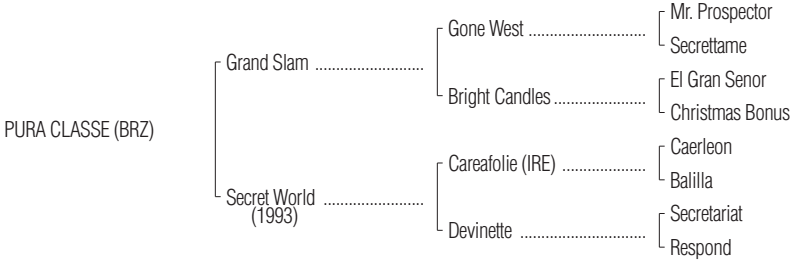 Mr. Prospector
Gone West ............................
Secrettame
Grand Slam ..........................
El Gran Senor
Bright Candles ......................
Christmas Bonus
PURA CLASSE (BRZ)
Caerleon
Careafolie (IRE) ....................
Balilla
Secret World ........................
(1993)
Secretariat
Devinette ..............................
Respond